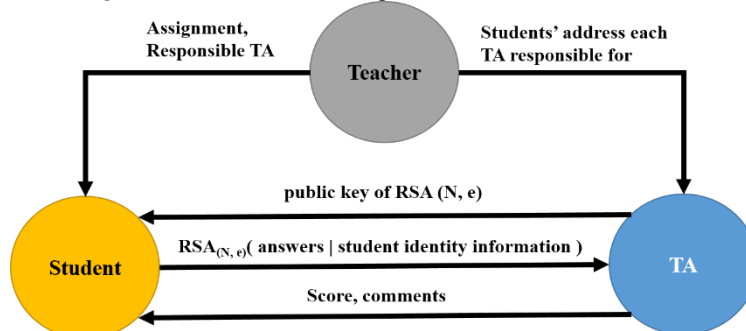 Assignment,
Responsible TA
Students' address each
TA responsible for
Teacher
public key of RSA (N, e)
RSA(N, e)( answers | student identity information )
Student
TA
Score, comments